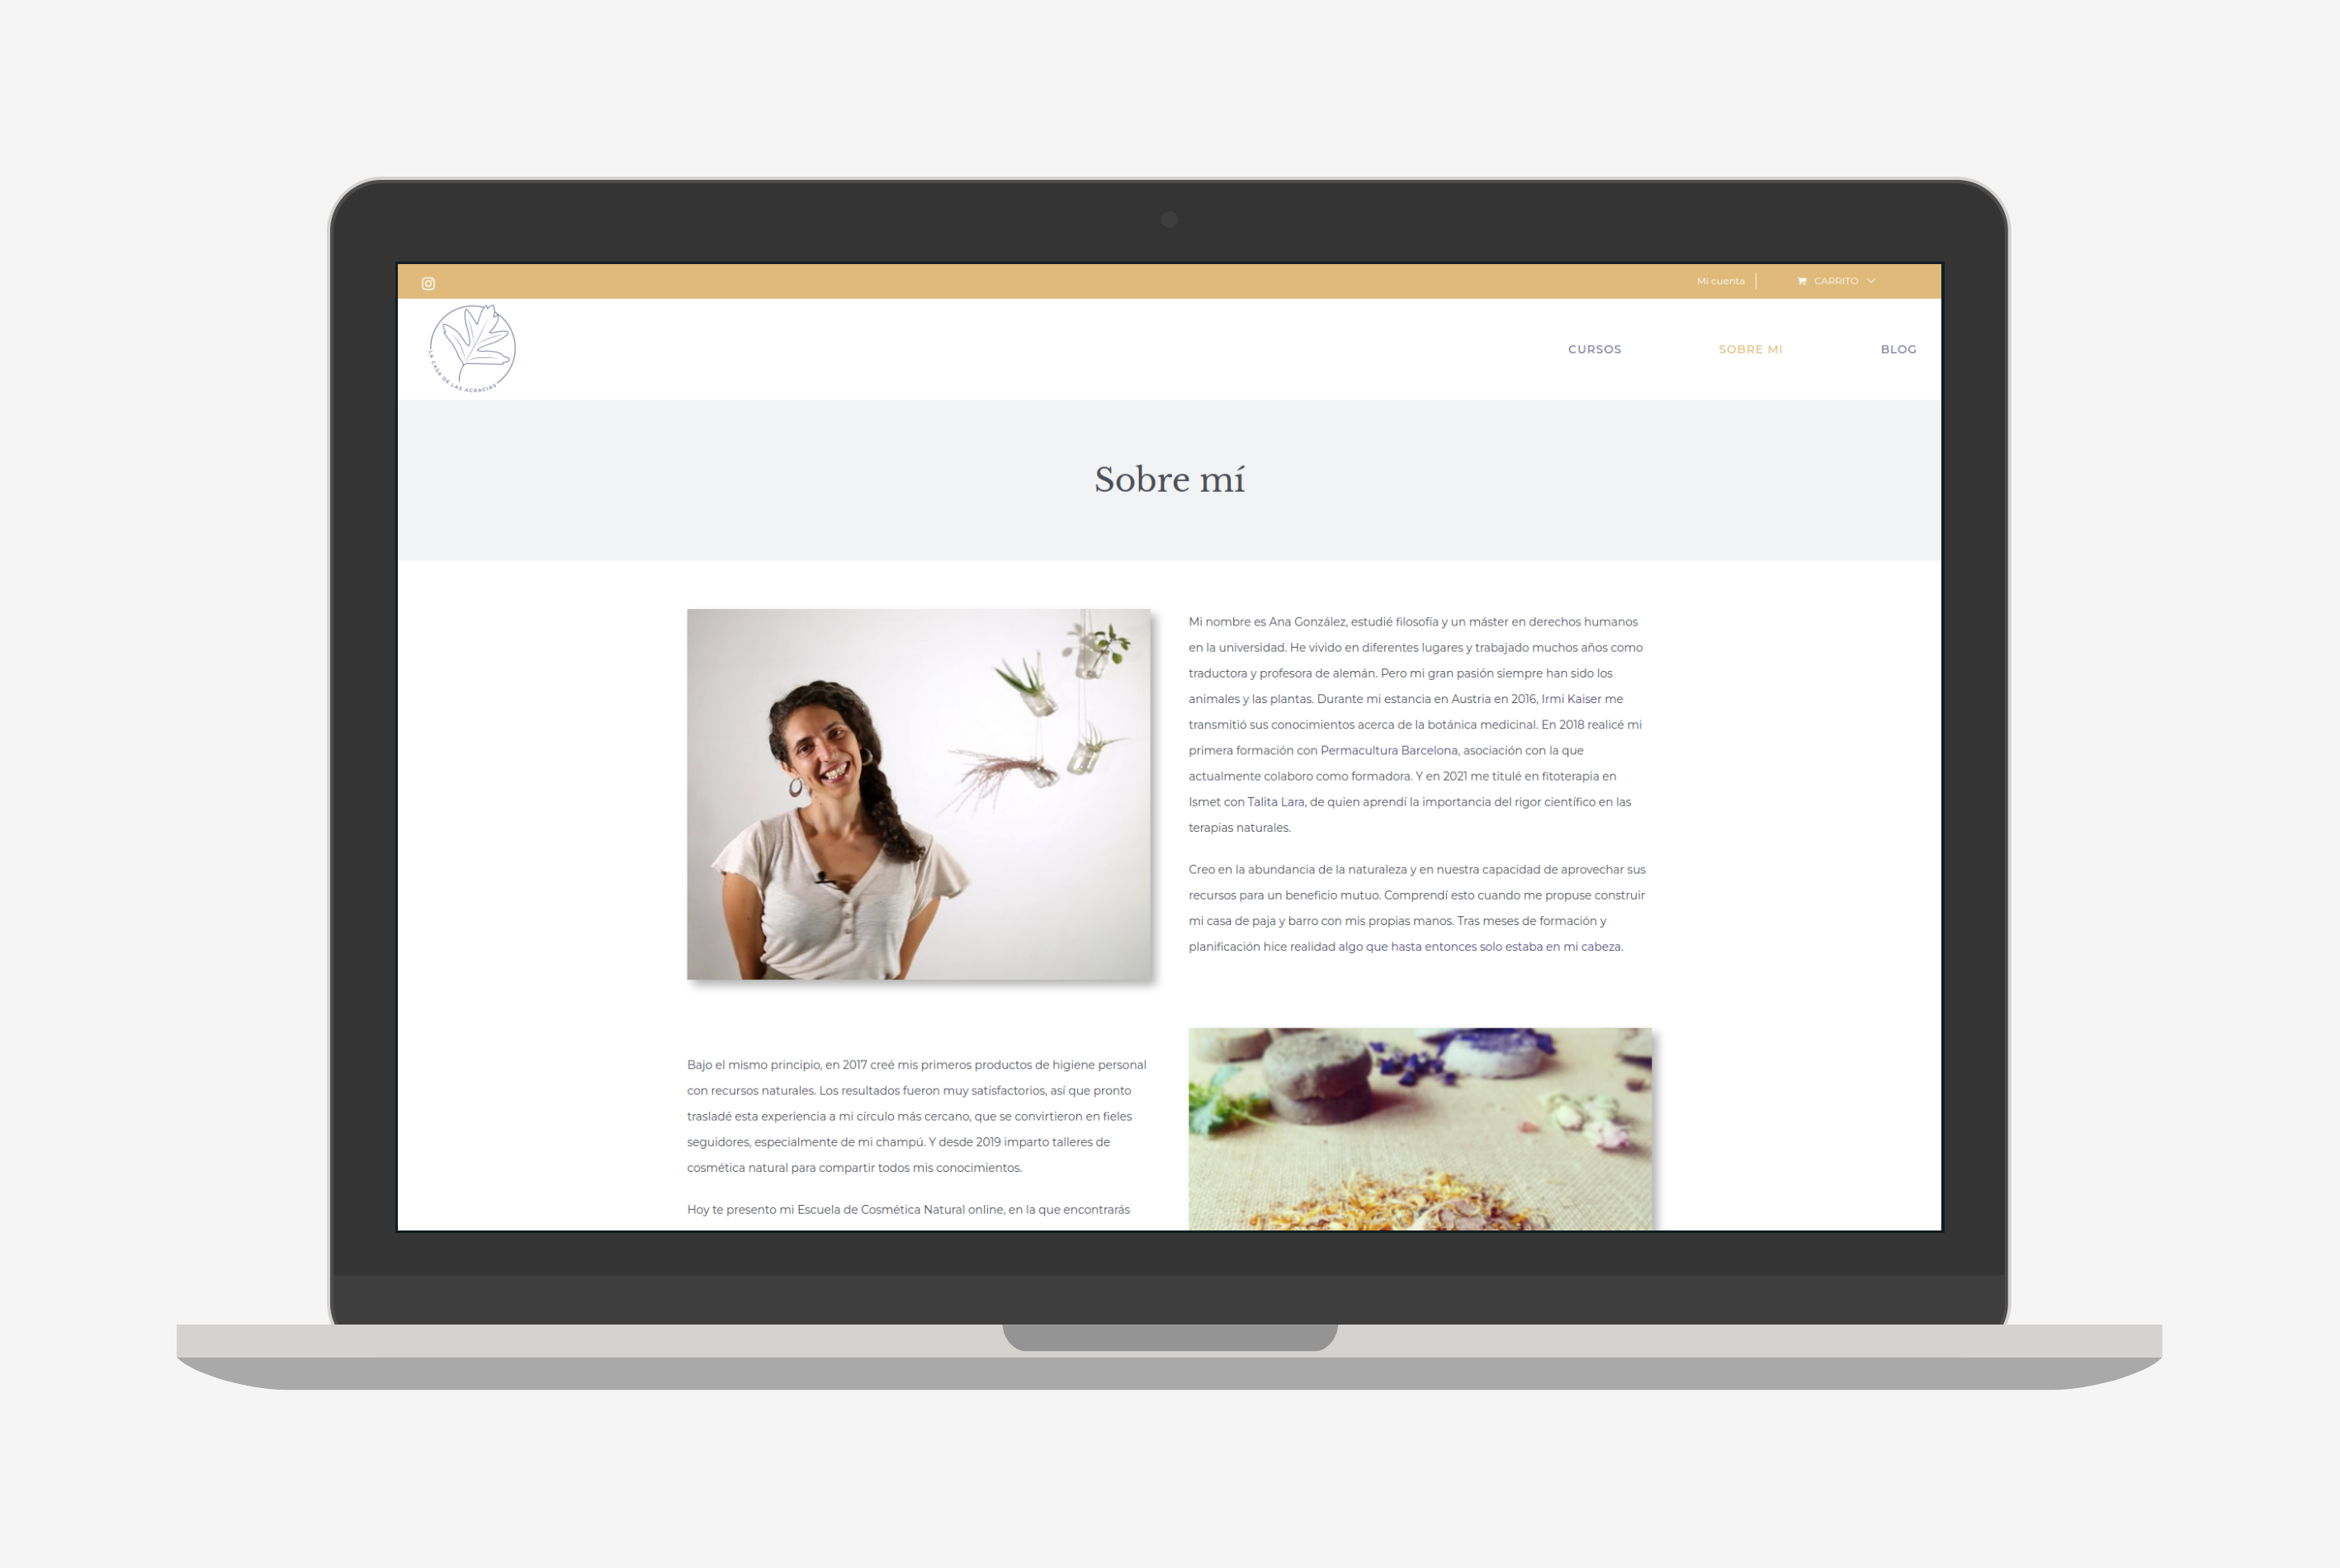 Mi cuenta
CARRITO
LA CASA DE LAS ACRACIAS
CURSOS
SOBRE MI
BLOG
Sobre mí
Mi nombre es Ana González, estudié filosofía y un máster en derechos humanos
en la universidad. He vivido en diferentes lugares y trabajado muchos años como
traductora y profesora de alemán. Pero mi gran pasión siempre han sido los
animales y las plantas. Durante mi estancia en Austria en 2016, Irmi Kaiser me
transmitió sus conocimientos acerca de la botánica medicinal. En 2018 realicé mi
primera formación con Permacultura Barcelona, asociación con la que
actualmente colaboro como formadora. Y en 2021 me titulé en fitoterapia en
Ismet con Talita Lara, de quien aprendí la importancia del rigor científico en las
terapias naturales.
Creo en la abundancia de la naturaleza y en nuestra capacidad de aprovechar sus
recursos para un beneficio mutuo. Comprendí esto cuando me propuse construir
mi casa de paja y barro con mis propias manos. Tras meses de formación y
planificación hice realidad algo que hasta entonces solo estaba en mi cabeza.
Bajo el mismo principio, en 2017 creé mis primeros productos de higiene personal
con recursos naturales. Los resultados fueron muy satisfactorios, así que pronto
trasladé esta experiencia a mi círculo más cercano, que se convirtieron en fieles
seguidores, especialmente de mi champú. Y desde 2019 imparto talleres de
cosmética natural para compartir todos mis conocimientos.
Hoy te presento mi Escuela de Cosmética Natural online, en la que encontrarás